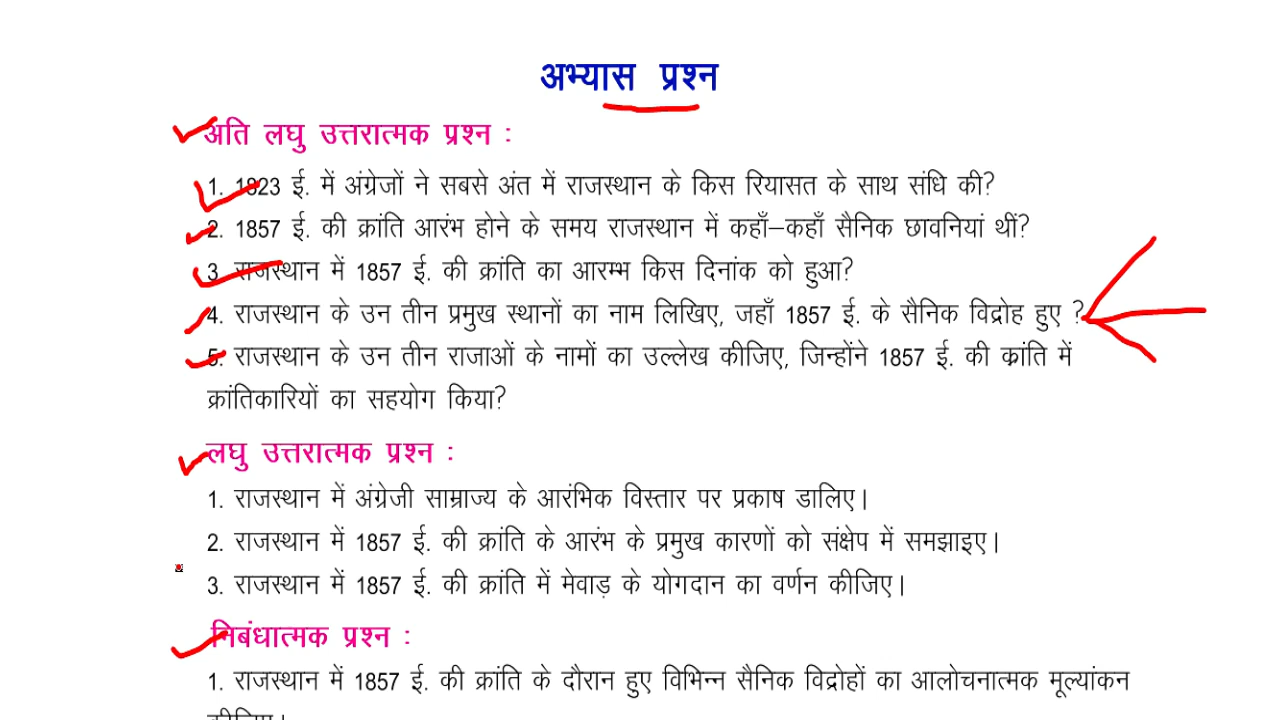 अभ्यास प्रश्न
अति लघु उत्तरात्मक प्रश्न :
1. 1823 ई. में अंग्रेजों ने सबसे अंत में राजस्थान के किस रियासत के साथ संधि की?
2. 1857 ई. की क्रांति आरंभ होने के समय राजस्थान में कहाँ–कहाँ सैनिक छावनियां थीं?
3. राजस्थान में 1857 ई. की क्रांति का आरम्भ किस दिनांक को हुआ?
4. राजस्थान के उन तीन प्रमुख स्थानों का नाम लिखिए, जहाँ 1857 ई. के सैनिक विद्रोह हुए ?
5. राजस्थान के उन तीन राजाओं के नामों का उल्लेख कीजिए, जिन्होंने 1857 ई. की क्रांति में
क्रांतिकारियों का सहयोग किया?
लघु उत्तरात्मक प्रश्न :
1. राजस्थान में अंग्रेजी साम्राज्य के आरंभिक विस्तार पर प्रकाष डालिए।
2. राजस्थान में 1857 ई. की क्रांति के आरंभ के प्रमुख कारणों को संक्षेप में समझाइए।
3. राजस्थान में 1857 ई. की क्रांति में मेवाड़ के योगदान का वर्णन कीजिए।
निबंधात्मक प्रश्न :
1. राजस्थान में 1857 ई. की क्रांति के दौरान हुए विभिन्न सैनिक विद्रोहों का आलोचनात्मक मूल्यांकन
कीजिए।